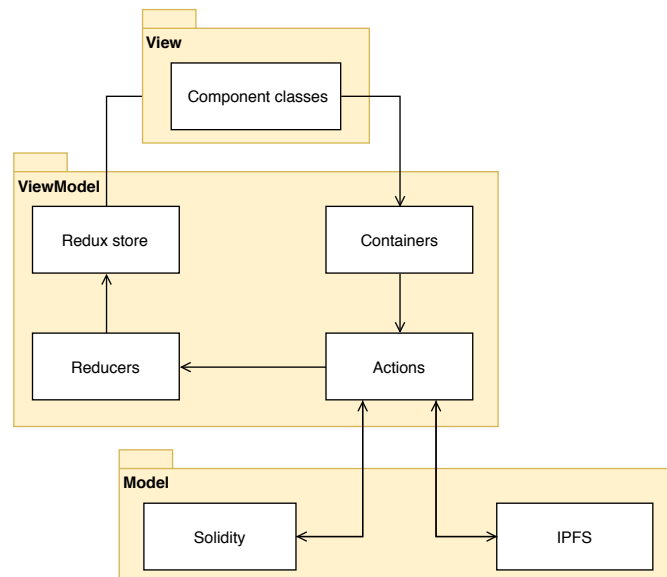 View
Component classes
ViewModel
Redux store
Containers
Reducers
Actions
Model
Solidity
IPFS